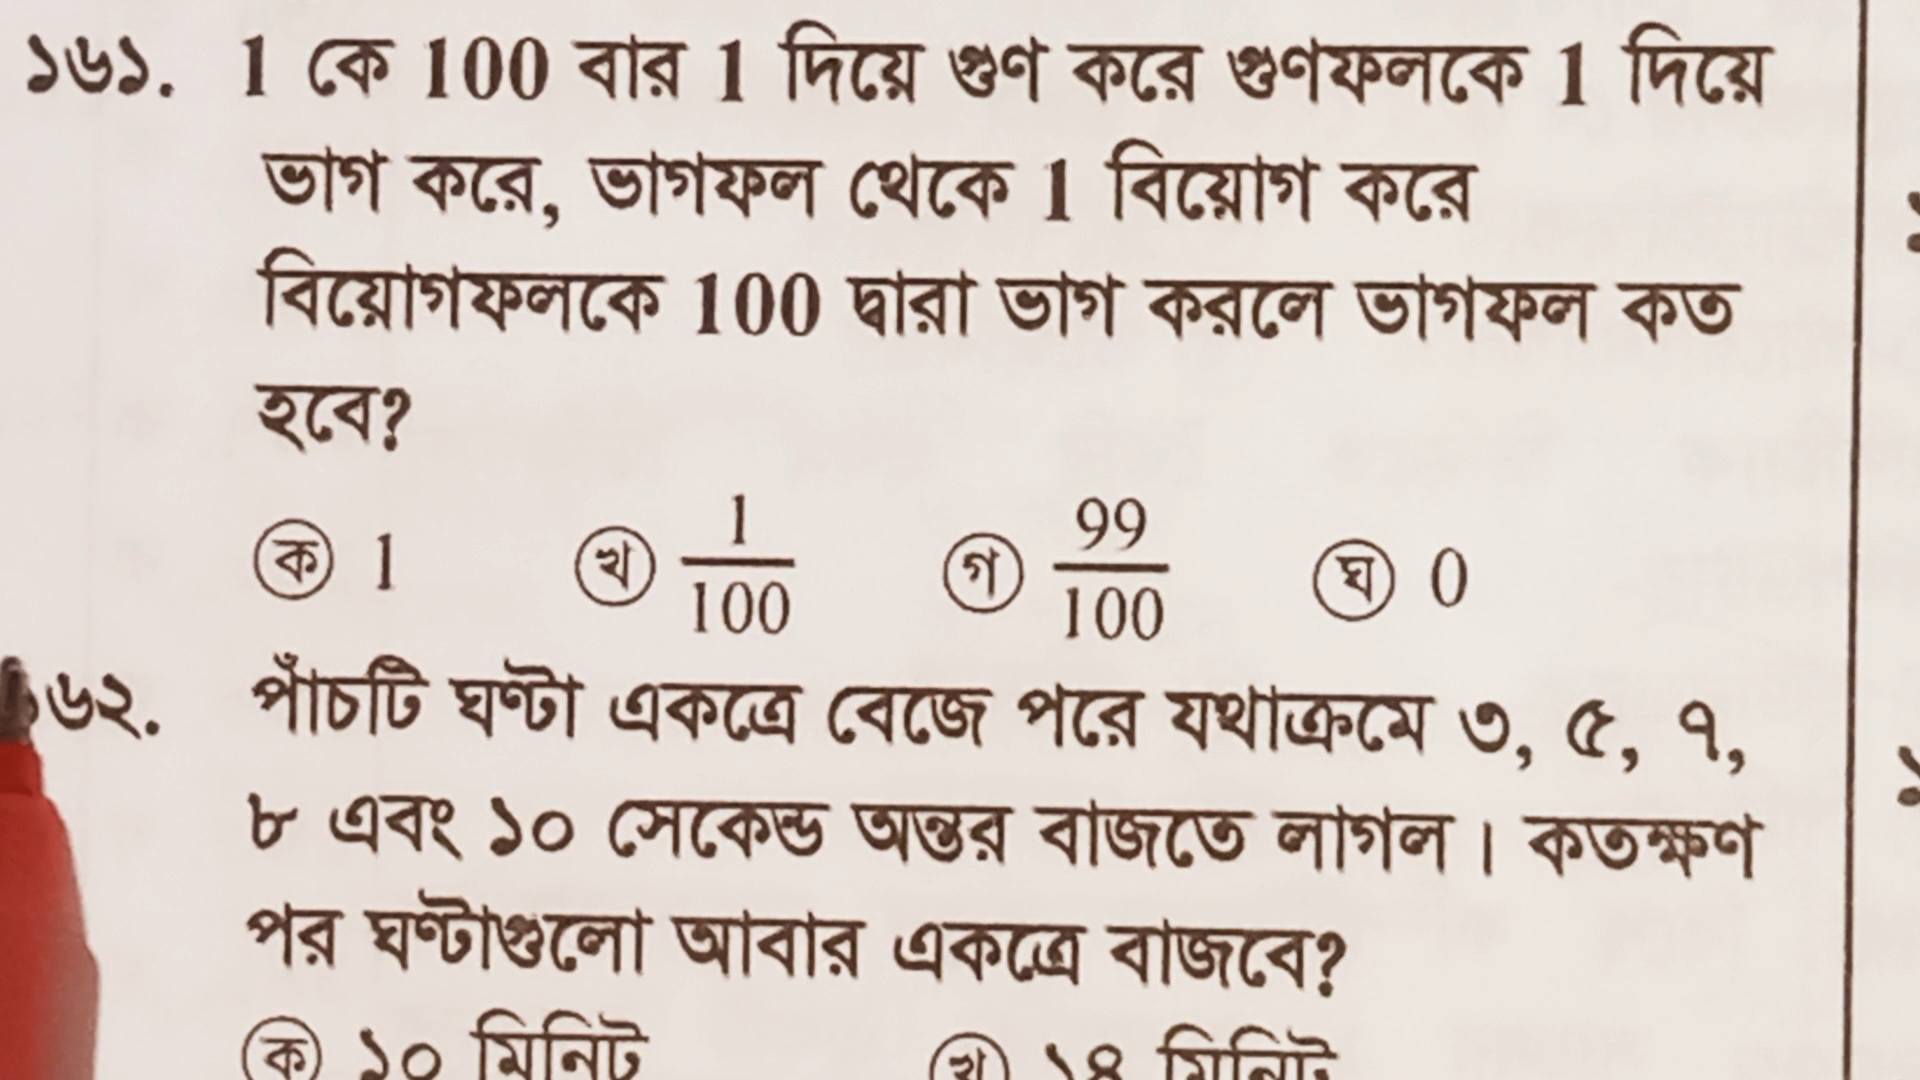 ১৬১. 1 কে 100 বার 1 দিয়ে গুণ করে গুণফলকে 1 দিয়ে
ভাগ করে, ভাগফল থেকে 1 বিয়োগ করে
বিয়োগফলকে 100 দ্বারা ভাগ করলে ভাগফল কত
হবে?
ক 1 খ 1/100 গ 99/100 ঘ 0
৬২. পাঁচটি ঘণ্টা একত্রে বেজে পরে যথাক্রমে ৩, ৫, ৭,
৮ এবং ১০ সেকেন্ড অন্তর বাজতে লাগল। কতক্ষণ
পর ঘণ্টাগুলো আবার একত্রে বাজবে?
ক ১০ মিনিট খ ১৪ মিনিট